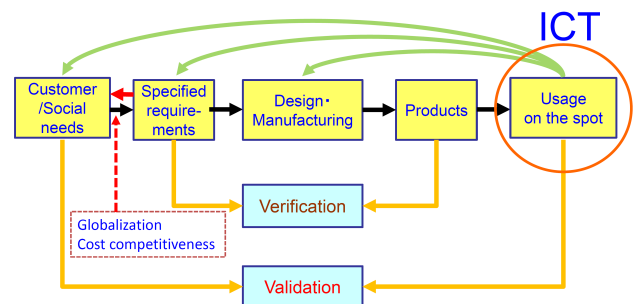 ICT
Customer
/Social
needs
Specified
require-
ments
Design・
Manufacturing
Products
Usage
on the spot
Verification
Globalization
Cost competitiveness
Validation